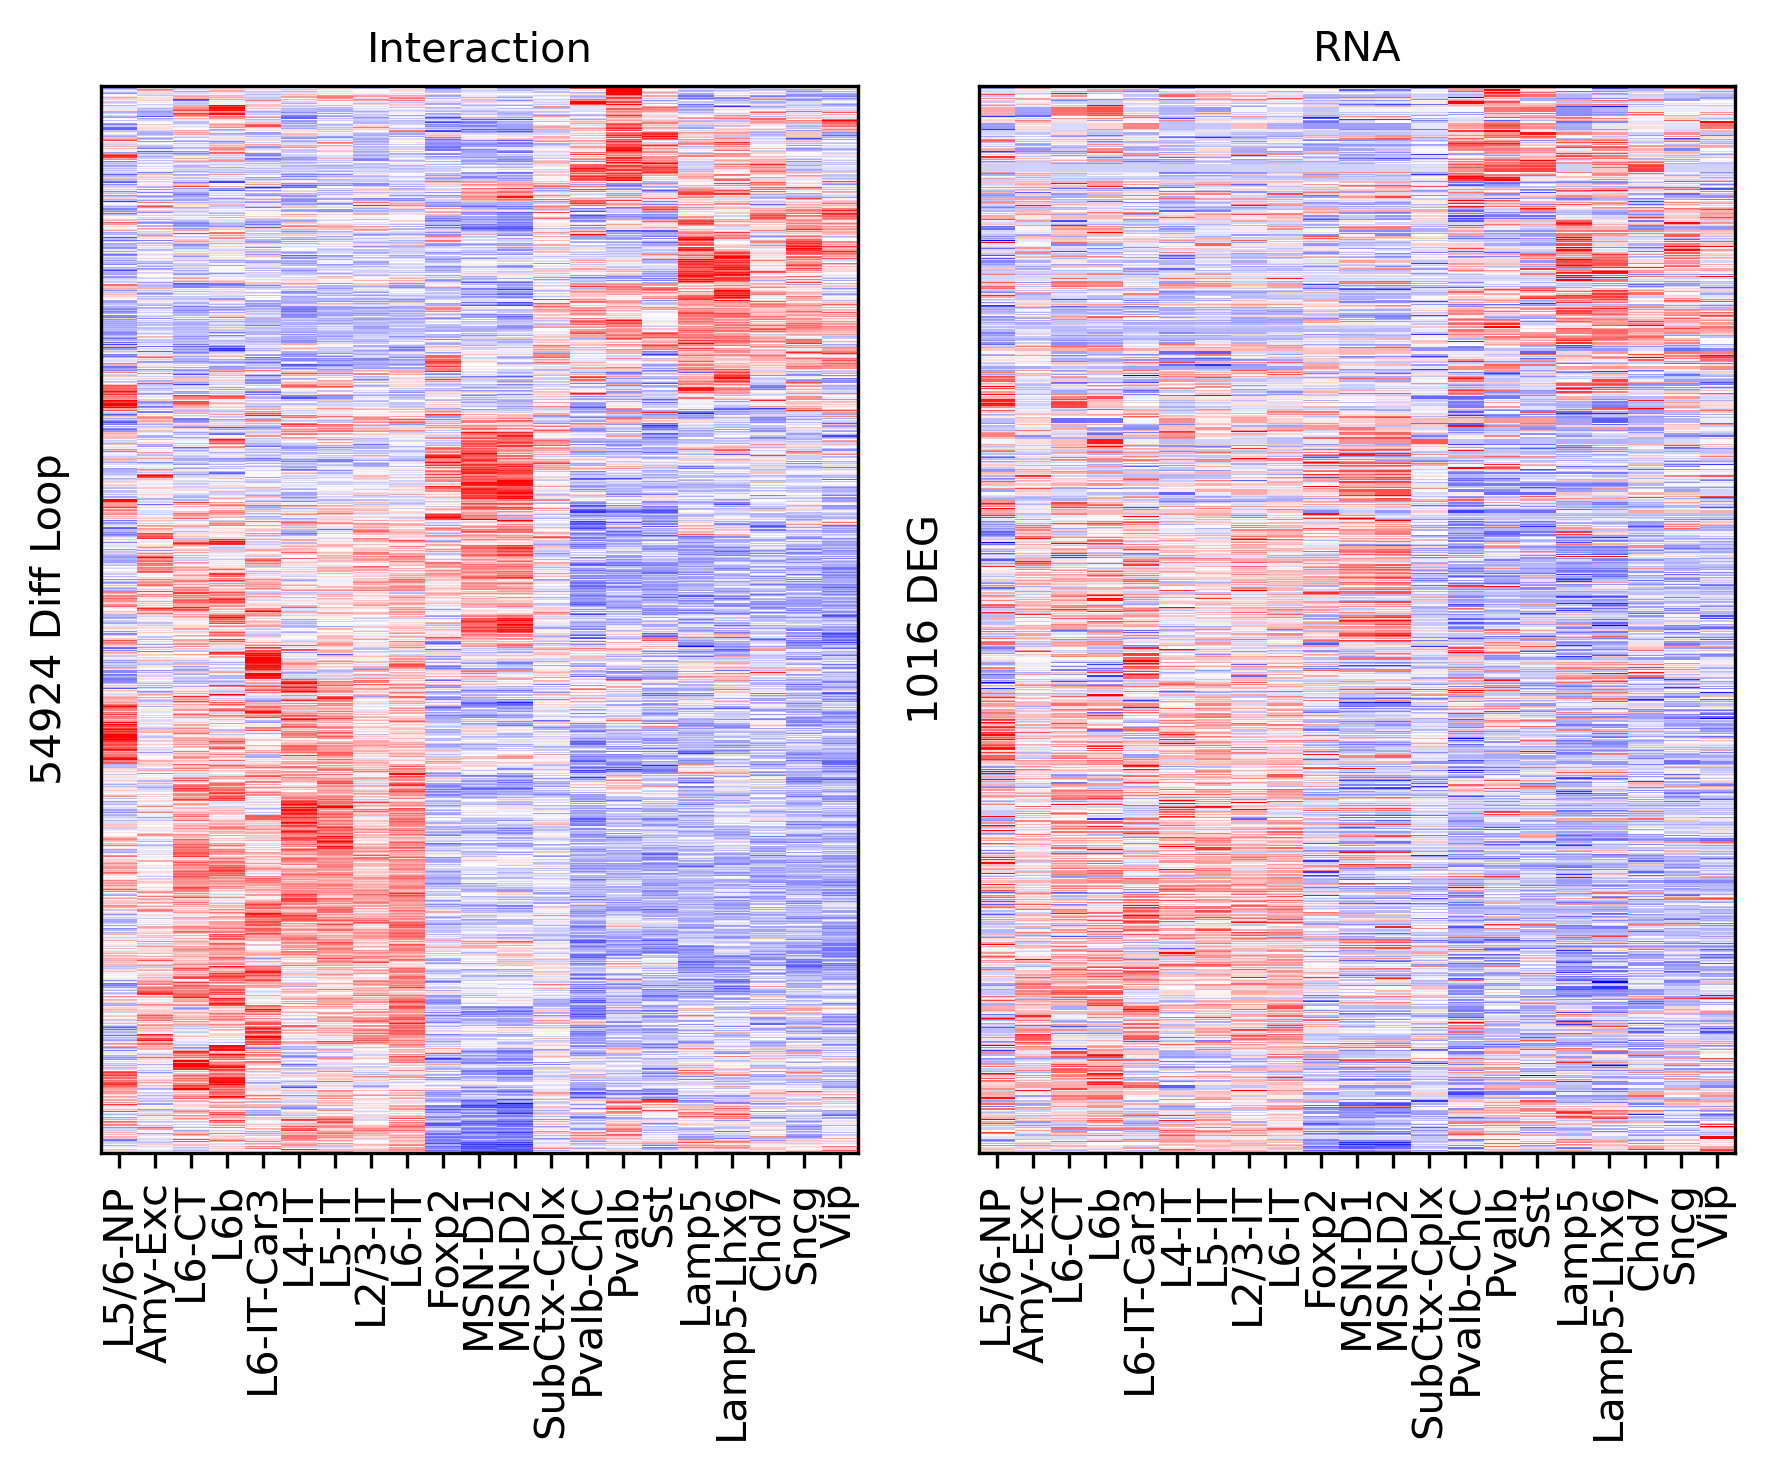 Interaction
RNA
54924 Diff Loop
1016 DEG
L5/6-NP
Amy-Exc
L6-CT
L6b
L6-IT-Car3
L4-IT
L5-IT
L2/3-IT
L6-IT
Foxp2
MSN-D1
MSN-D2
SubCtx-Cplx
Pvalb-ChC
Pvalb
Sst
Lamp5
Lamp5-Lhx6
Chd7
Sncg
Vip
L5/6-NP
Amy-Exc
L6-CT
L6b
L6-IT-Car3
L4-IT
L5-IT
L2/3-IT
L6-IT
Foxp2
MSN-D1
MSN-D2
SubCtx-Cplx
Pvalb-ChC
Pvalb
Sst
Lamp5
Lamp5-Lhx6
Chd7
Sncg
Vip